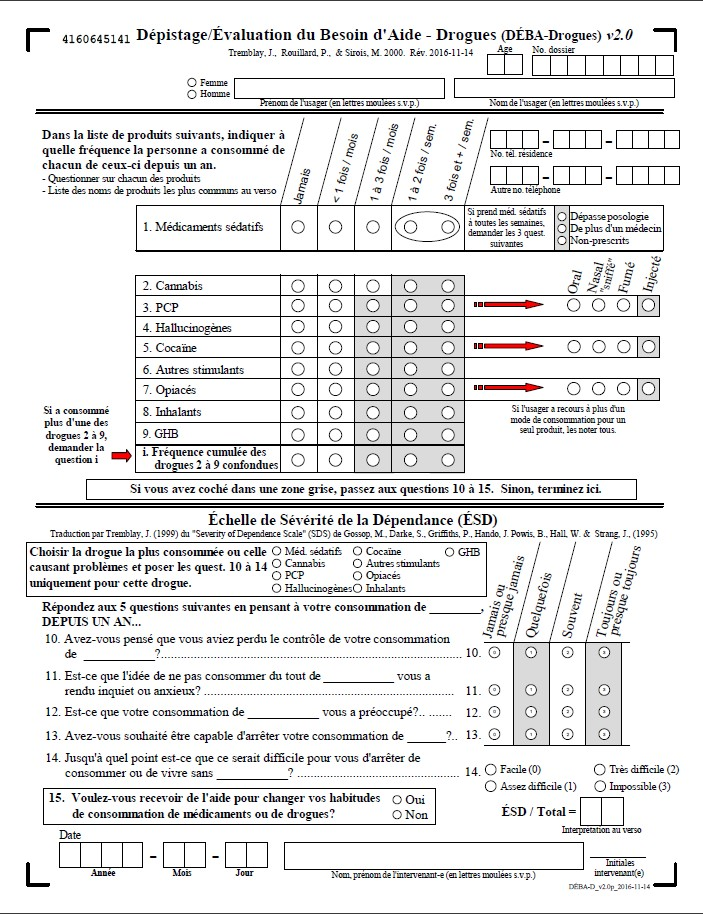 4160645141 Dépistage/Évaluation du Besoin d'Aide - Drogues (DÉBA-Drogues) v2.0
Tremblay, J., Rouillard, P., & Sirois, M. 2000. Rév. 2016-11-14
Age
No. dossier
Femme
Homme
Prénom de l'usager (en lettres moulées s.v.p.)
Nom de l'usager (en lettres moulées s.v.p.)
Dans la liste de produits suivants, indiquer à
quelle fréquence la personne a consommé de
chacun de ceux-ci depuis un an.
- Questionner sur chacun des produits
- Liste des noms de produits les plus communs au verso
Jamais
< 1 fois / mois
1 à 3 fois / mois
1 à 2 fois / sem.
3 fois et + / sem.
No. tél. résidence
Autre no. téléphone
1. Médicaments sédatifs
Si prend méd. sédatifs
à toutes les semaines,
demander les 3 quest.
suivantes
Dépasse posologie
De plus d'un médecin
Non-prescrits
Oral
Nasal
"sniffé"
Fumé
Injecté
2. Cannabis
3. PCP
4. Hallucinogènes
5. Cocaïne
6. Autres stimulants
7. Opiacés
8. Inhalants
9. GHB
i. Fréquence cumulée des
drogues 2 à 9 confondues
Si a consommé
plus d'une des
drogues 2 à 9,
demander la
question i
Si l'usager a recours à plus d'un
mode de consommation pour un
seul produit, les noter tous.
Si vous avez coché dans une zone grise, passez aux questions 10 à 15. Sinon, terminez ici.
Échelle de Sévérité de la Dépendance (ÉSD)
Traduction par Tremblay, J. (1999) du "Severity of Dependance Scale" (SDS) de Gossop, M., Darke, S., Griffiths, P., Hando, J. Powis, B., Hall, W. & Strang, J., (1995)
Choisir la drogue la plus consommée ou celle
causant problèmes et poser les quest. 10 à 14
uniquement pour cette drogue.
Méd. sédatifs
Cannabis
PCP
Hallucinogènes
Cocaïne
Autres stimulants
Opiacés
Inhalants
GHB
Jamais ou
presque jamais
Quelquefois
Souvent
Toujours ou
presque toujours
Répondez aux 5 questions suivantes en pensant à votre consommation de ________,
DEPUIS UN AN...
10. Avez-vous pensé que vous aviez perdu le contrôle de votre consommation
de ___________?................ 10. 0 1 2 3
11. Est-ce que l'idée de ne pas consommer du tout de ___________ vous a
rendu inquiet ou anxieux? ................ 11. 0 1 2 3
12. Est-ce que votre consommation de ___________ vous a préoccupé?.. ....... 12. 0 1 2 3
13. Avez-vous souhaité être capable d'arrêter votre consommation de ______?.. 13. 0 1 2 3
14. Jusqu'à quel point est-ce que ce serait difficile pour vous d'arrêter de
consommer ou de vivre sans ___________? ................ 14.
Facile (0)
Très difficile (2)
Assez difficile (1)
Impossible (3)
15. Voulez-vous recevoir de l'aide pour changer vos habitudes
de consommation de médicaments ou de drogues?
Oui
Non
ÉSD / Total =
Interprétation au verso
Date
Année
Mois
Jour
Nom, prénom de l'intervenant-e (en lettres moulées s.v.p.)
Initiales
intervenant(e)
DÉBA-D_v2.0p_2016-11-14